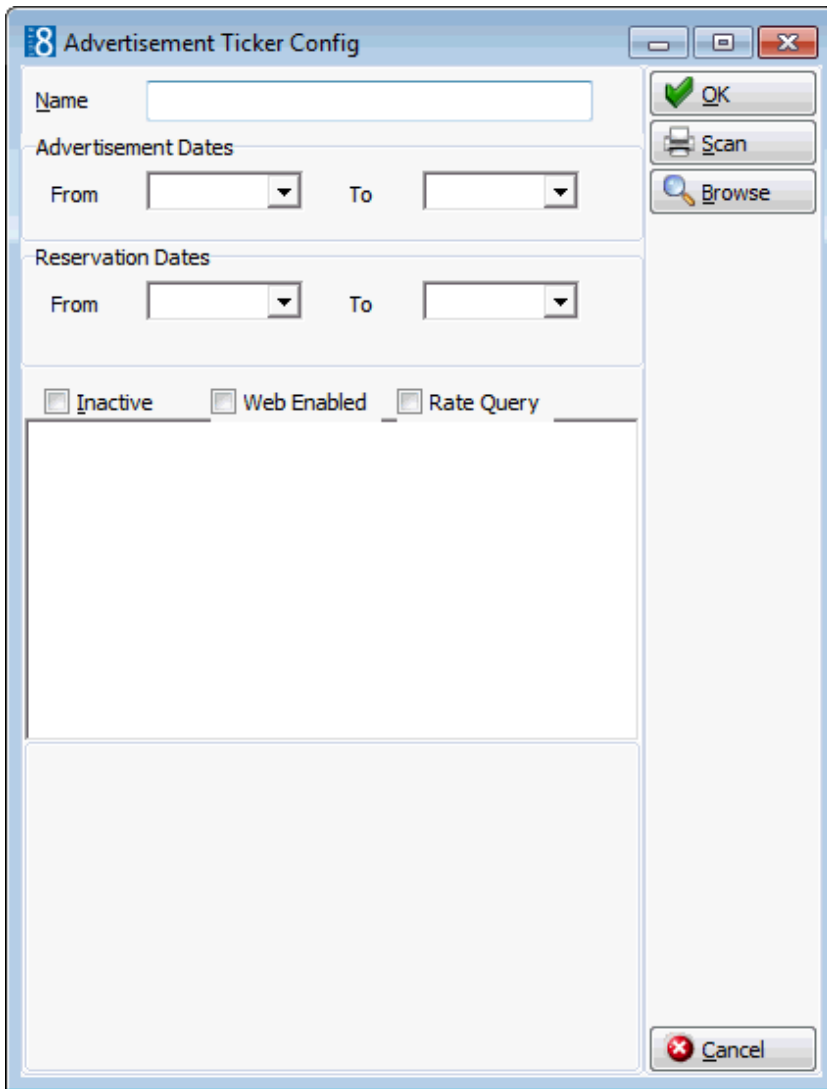 8 Advertisement Ticker Config
Name
OK
Advertisement Dates
Scan
From To
Browse
Reservation Dates
From To
Inactive Web Enabled Rate Query
Cancel